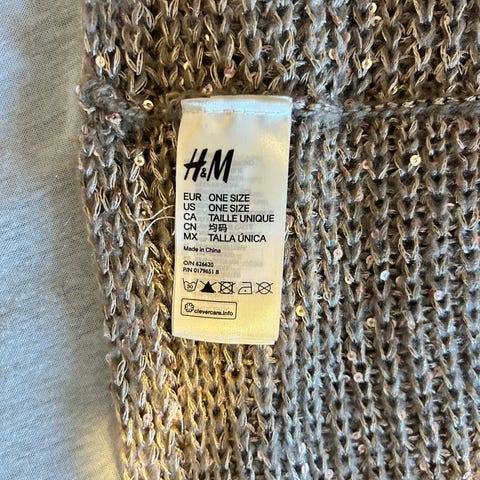 H&M
EUR ONE SIZE
US ONE SIZE
CA TAILLE UNIQUE
CN 均码
MX TALLA ÚNICA
Made in China
O/N 626620
P/N 0179651 B
30
clevercare.info